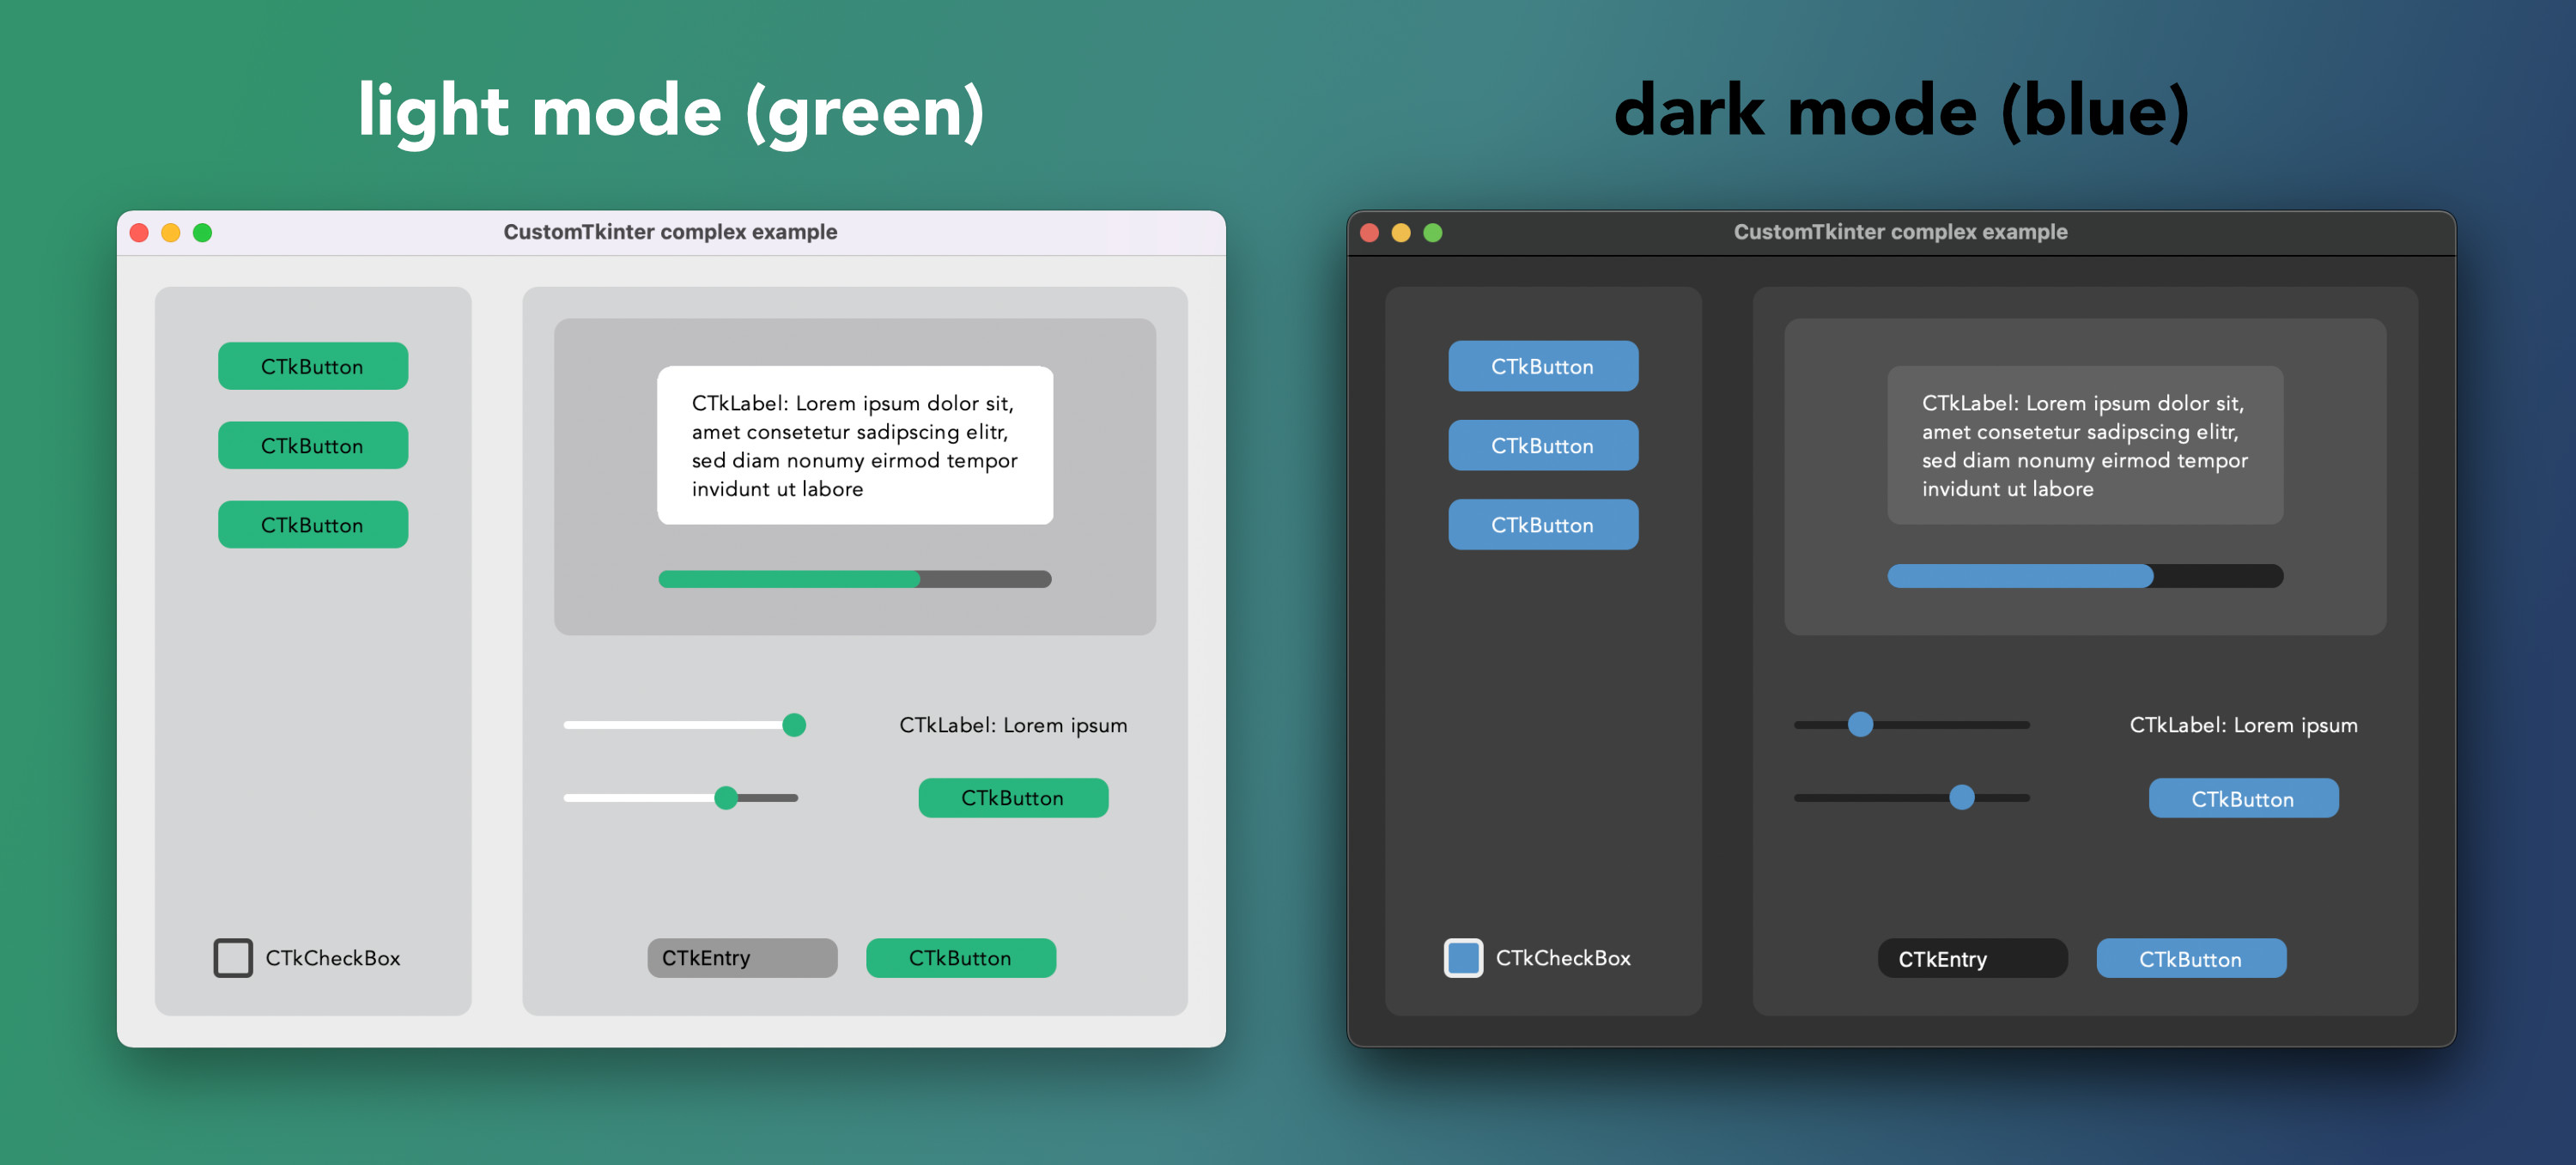 light mode (green)
CustomTkinter complex example
CTkButton
CTkButton
CTkButton
CTkCheckBox
CTkLabel: Lorem ipsum dolor sit,
amet consetetur sadipscing elitr,
sed diam nonumy eirmod tempor
invidunt ut labore
CTkLabel: Lorem ipsum
CTkButton
CTkEntry
CTkButton
dark mode (blue)
CustomTkinter complex example
CTkButton
CTkButton
CTkButton
CTkCheckBox
CTkLabel: Lorem ipsum dolor sit,
amet consetetur sadipscing elitr,
sed diam nonumy eirmod tempor
invidunt ut labore
CTkLabel: Lorem ipsum
CTkButton
CTkEntry
CTkButton